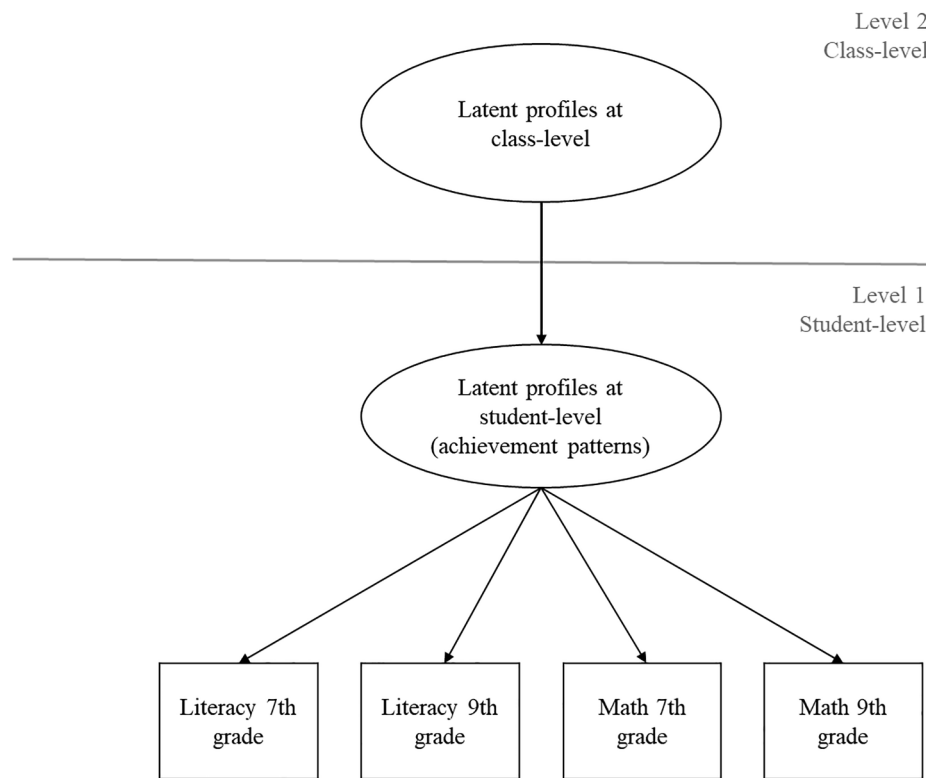 Level 2
Class-level
Latent profiles at
class-level
Level 1
Student-level
Latent profiles at
student-level
(achievement patterns)
Literacy 7th
grade
Literacy 9th
grade
Math 7th
grade
Math 9th
grade